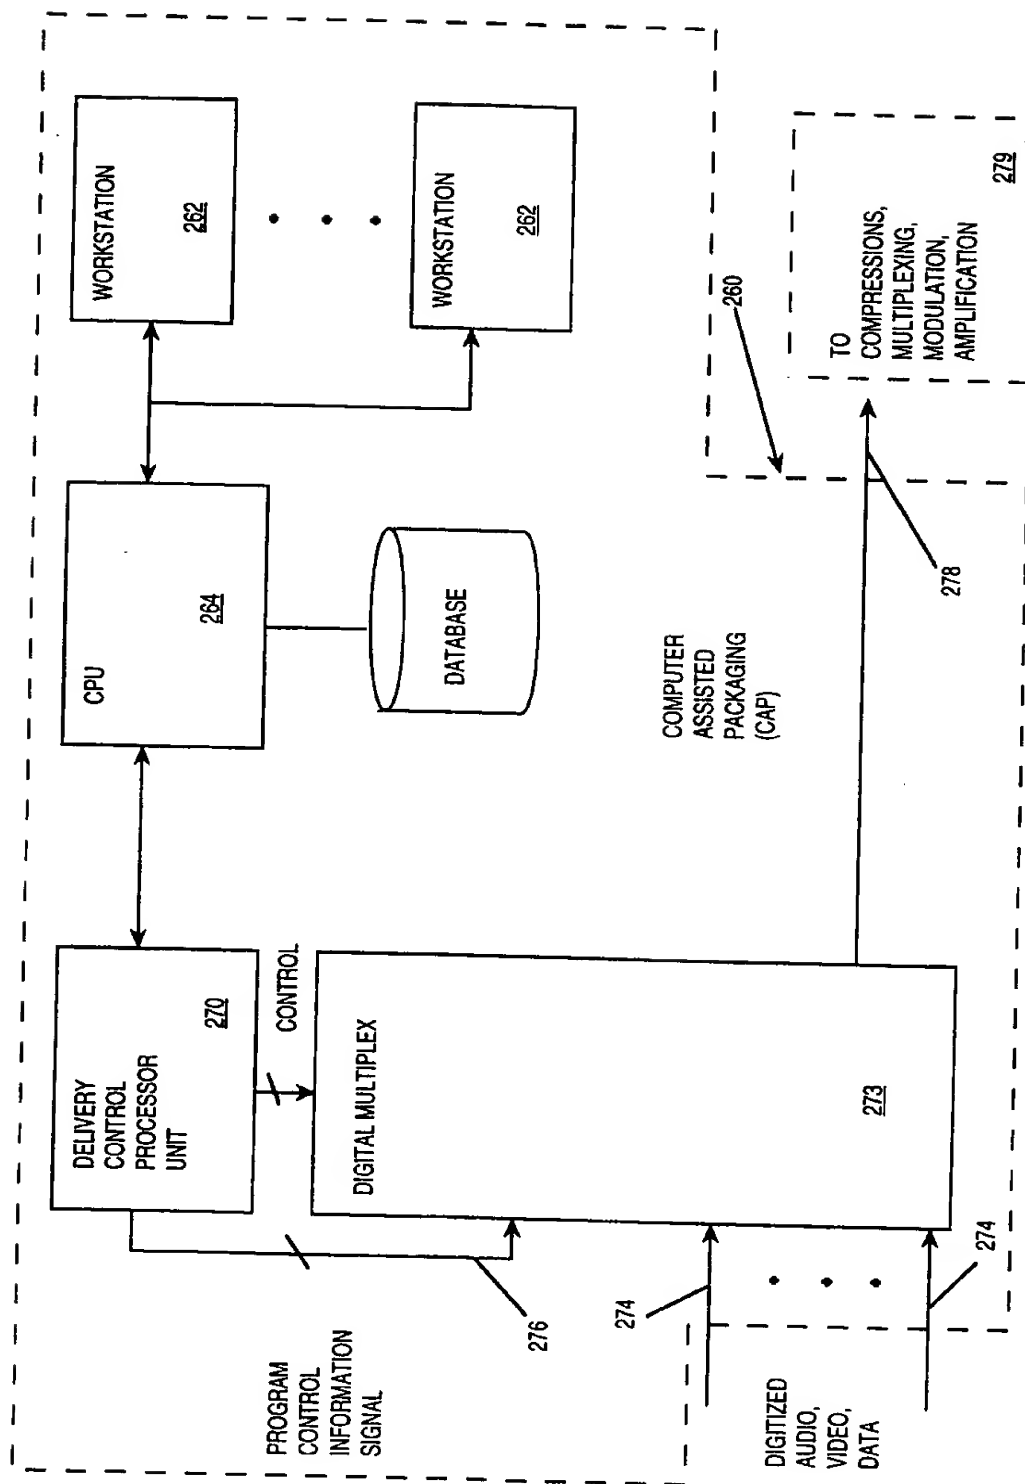 PROGRAM
CONTROL
INFORMATION
SIGNAL
276
DELIVERY
CONTROL
PROCESSOR
UNIT
270
CONTROL
CPU
264
DATABASE
WORKSTATION
262
WORKSTATION
262
DIGITAL MULTIPLEX
273
COMPUTER
ASSISTED
PACKAGING
(CAP)
260
278
TO
COMPRESSIONS,
MULTIPLEXING,
MODULATION,
AMPLIFICATION
279
274
274
DIGITIZED
AUDIO,
VIDEO,
DATA